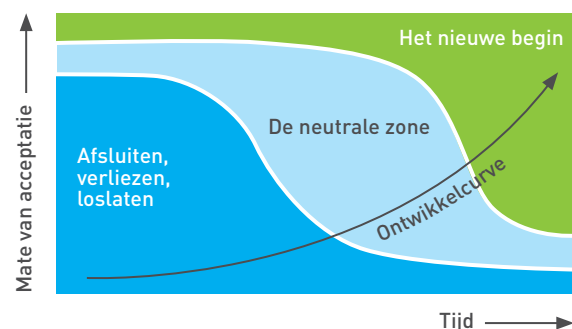 Het nieuwe begin
De neutrale zone
Afsluiten,
verliezen,
loslaten
Ontwikkelcurve
Mate van acceptatie
Tijd